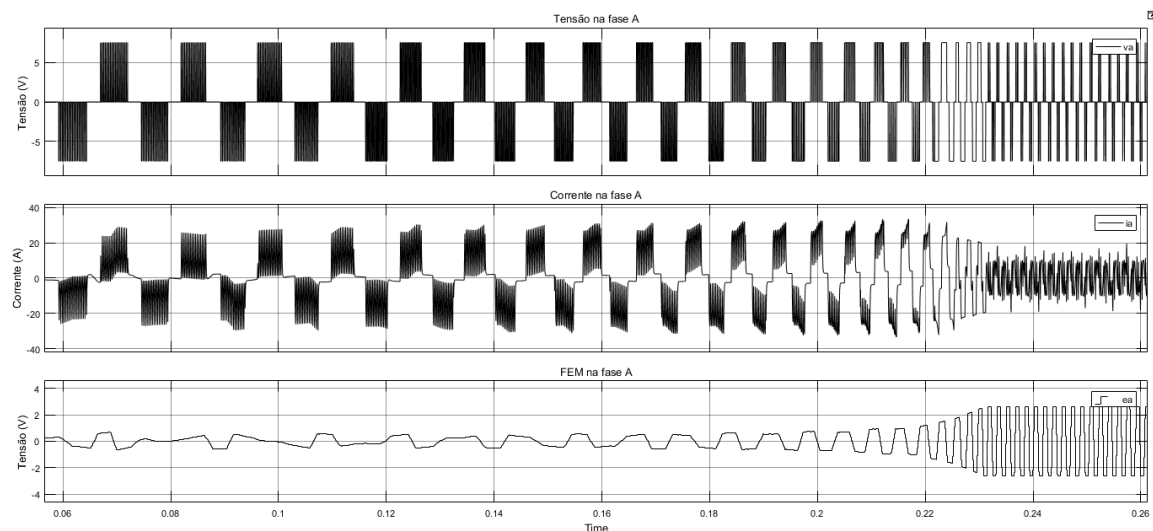 Tensão na fase A
Tensão (V)
5
0
-5
va
Corrente na fase A
Corrente (A)
40
20
0
-20
-40
ia
FEM na fase A
Tensão (V)
4
2
0
-2
-4
ea
0.06 0.08 0.1 0.12 0.14 0.16 0.18 0.2 0.22 0.24 0.26
Time